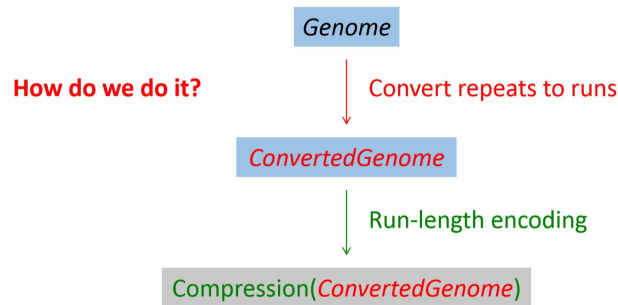 Genome
How do we do it?
Convert repeats to runs
ConvertedGenome
Run-length encoding
Compression(ConvertedGenome)